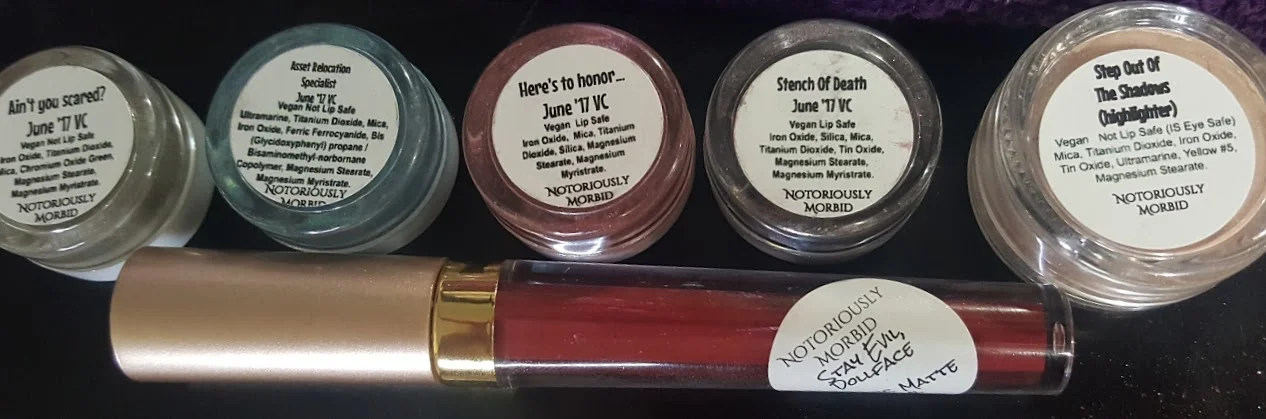 Ain't you scared?
June '17 VC
Vegan Not Lip Safe
Iron Oxide, Titanium Dioxide,
Mica, Chromium Oxide Green,
Magnesium Stearate,
Magnesium Myristrate.
NOTORIOUSLY
MORBID
Asset Relocation
Specialist
June '17 VC
Vegan Not Lip Safe
Ultramarine, Titanium Dioxide, Mica,
Iron Oxide, Ferric Ferrocyanide, Bis
(Glycidoxyphenyl) propane /
Bisaminomethyl-norbornane
Copolymer, Magnesium Stearate,
Magnesium Myristrate.
NOTORIOUSLY
MORBID
Here's to honor...
June '17 VC
Vegan Lip Safe
Iron Oxide, Mica, Titanium
Dioxide, Silica, Magnesium
Stearate, Magnesium
Myristrate.
NOTORIOUSLY
MORBID
Stench Of Death
June '17 VC
Vegan Lip Safe
Iron Oxide, Silica, Mica,
Titanium Dioxide, Tin Oxide,
Magnesium Stearate,
Magnesium Myristrate.
NOTORIOUSLY
MORBID
Step Out Of
The Shadows
(highlighter)
Vegan Not Lip Safe (IS Eye Safe)
Mica, Titanium Dioxide, Iron Oxide,
Tin Oxide, Ultramarine, Yellow #5,
Magnesium Stearate.
NOTORIOUSLY
MORBID
NOTORIOUSLY
MORBID
STAY EVIL,
DOLLFACE
MATTE